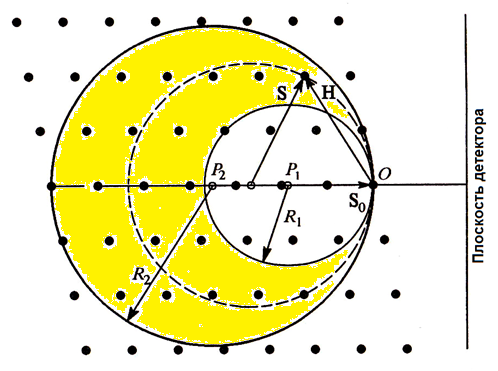 S
H
P₂
P₁
O
S₀
R₁
R₂
Плоскость детектора